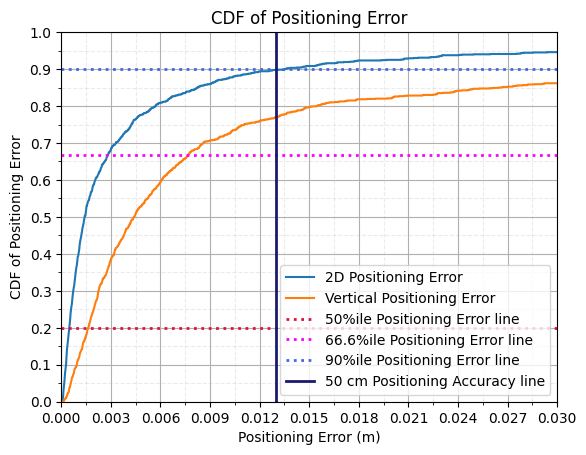 CDF of Positioning Error
CDF of Positioning Error
1.0
0.9
0.8
0.7
0.6
0.5
0.4
0.3
0.2
0.1
0.0
2D Positioning Error
Vertical Positioning Error
50%ile Positioning Error line
66.6%ile Positioning Error line
90%ile Positioning Error line
50 cm Positioning Accuracy line
0.000 0.003 0.006 0.009 0.012 0.015 0.018 0.021 0.024 0.027 0.030
Positioning Error (m)